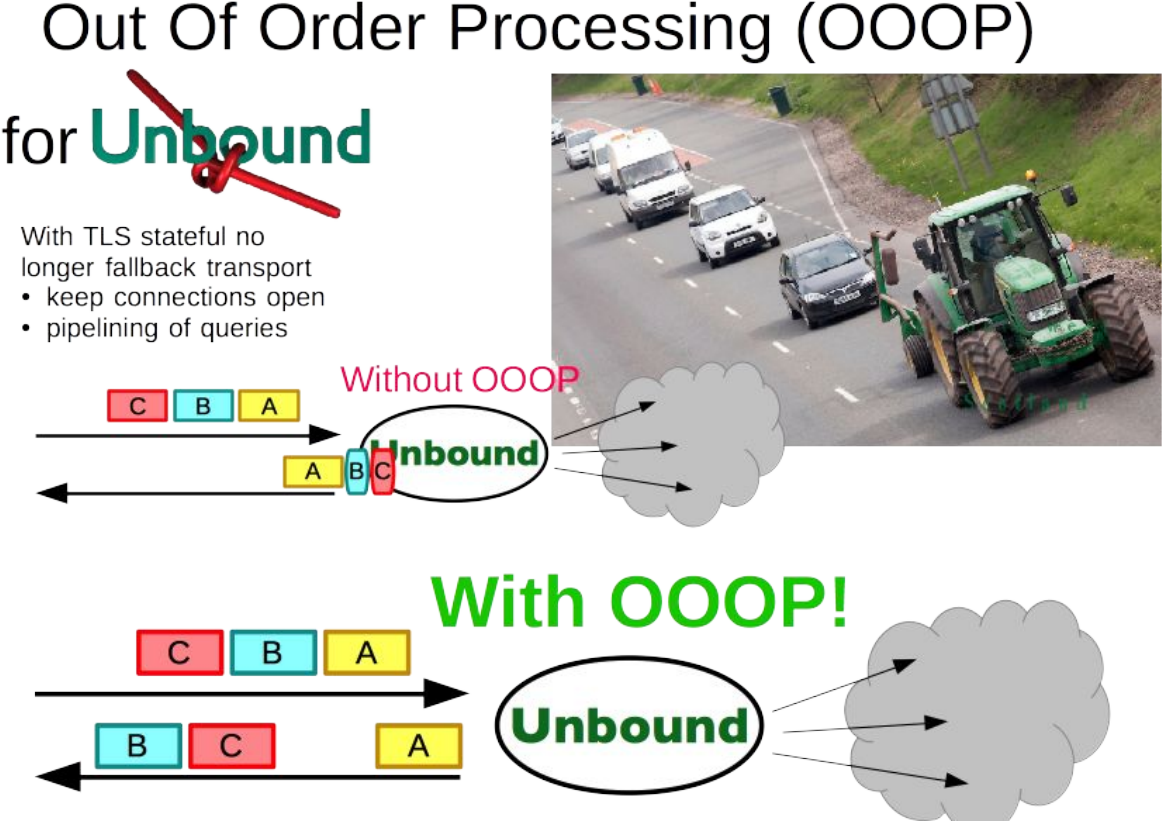 Out Of Order Processing (OOOP)
for Unbound
With TLS stateful no
longer fallback transport
• keep connections open
• pipelining of queries
Without OOOP
C B A
A B C
Unbound
Scotland
With OOOP!
C B A
B C A
Unbound